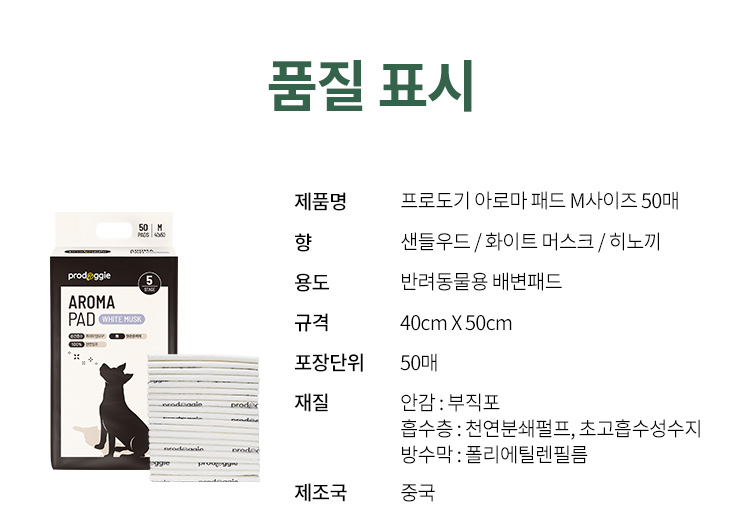 품질 표시
제품명 프로도기 아로마 패드 M사이즈 50매
향 샌들우드 / 화이트 머스크 / 히노끼
용도 반려동물용 배변패드
규격 40cm X 50cm
포장단위 50매
재질 안감 : 부직포
흡수층 : 천연분쇄펄프, 초고흡수성수지
방수막 : 폴리에틸렌필름
제조국 중국
50 M
PADS
prodoggie
5
STAGE
AROMA
PAD WHITE MUSK
100%
prodoggie
prodoggie
prodoggie